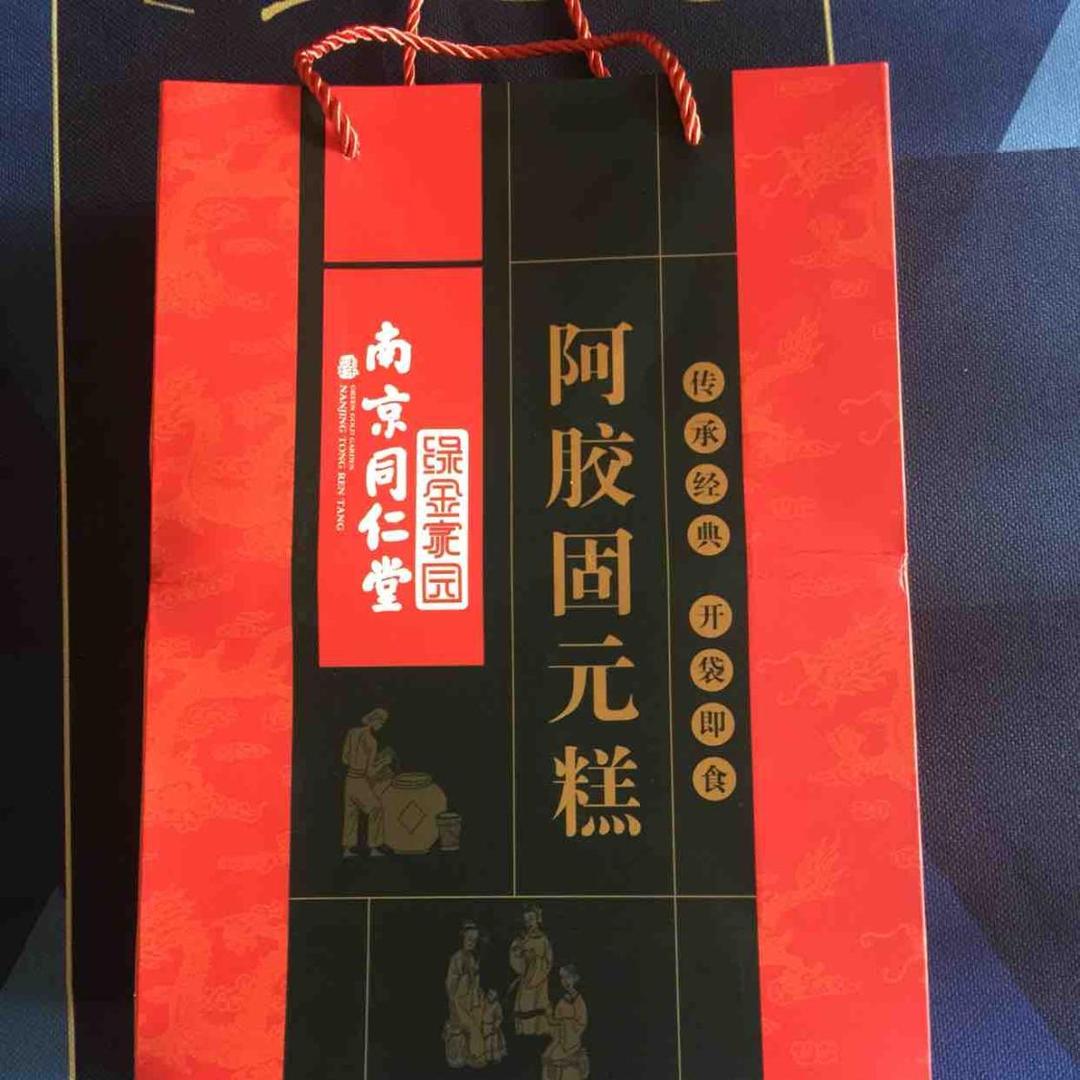 阿胶固元糕
传承经典 开袋即食
南京同仁堂
绿金家园
GREEN GOLD GARDEN
NANJING TONG REN TANG